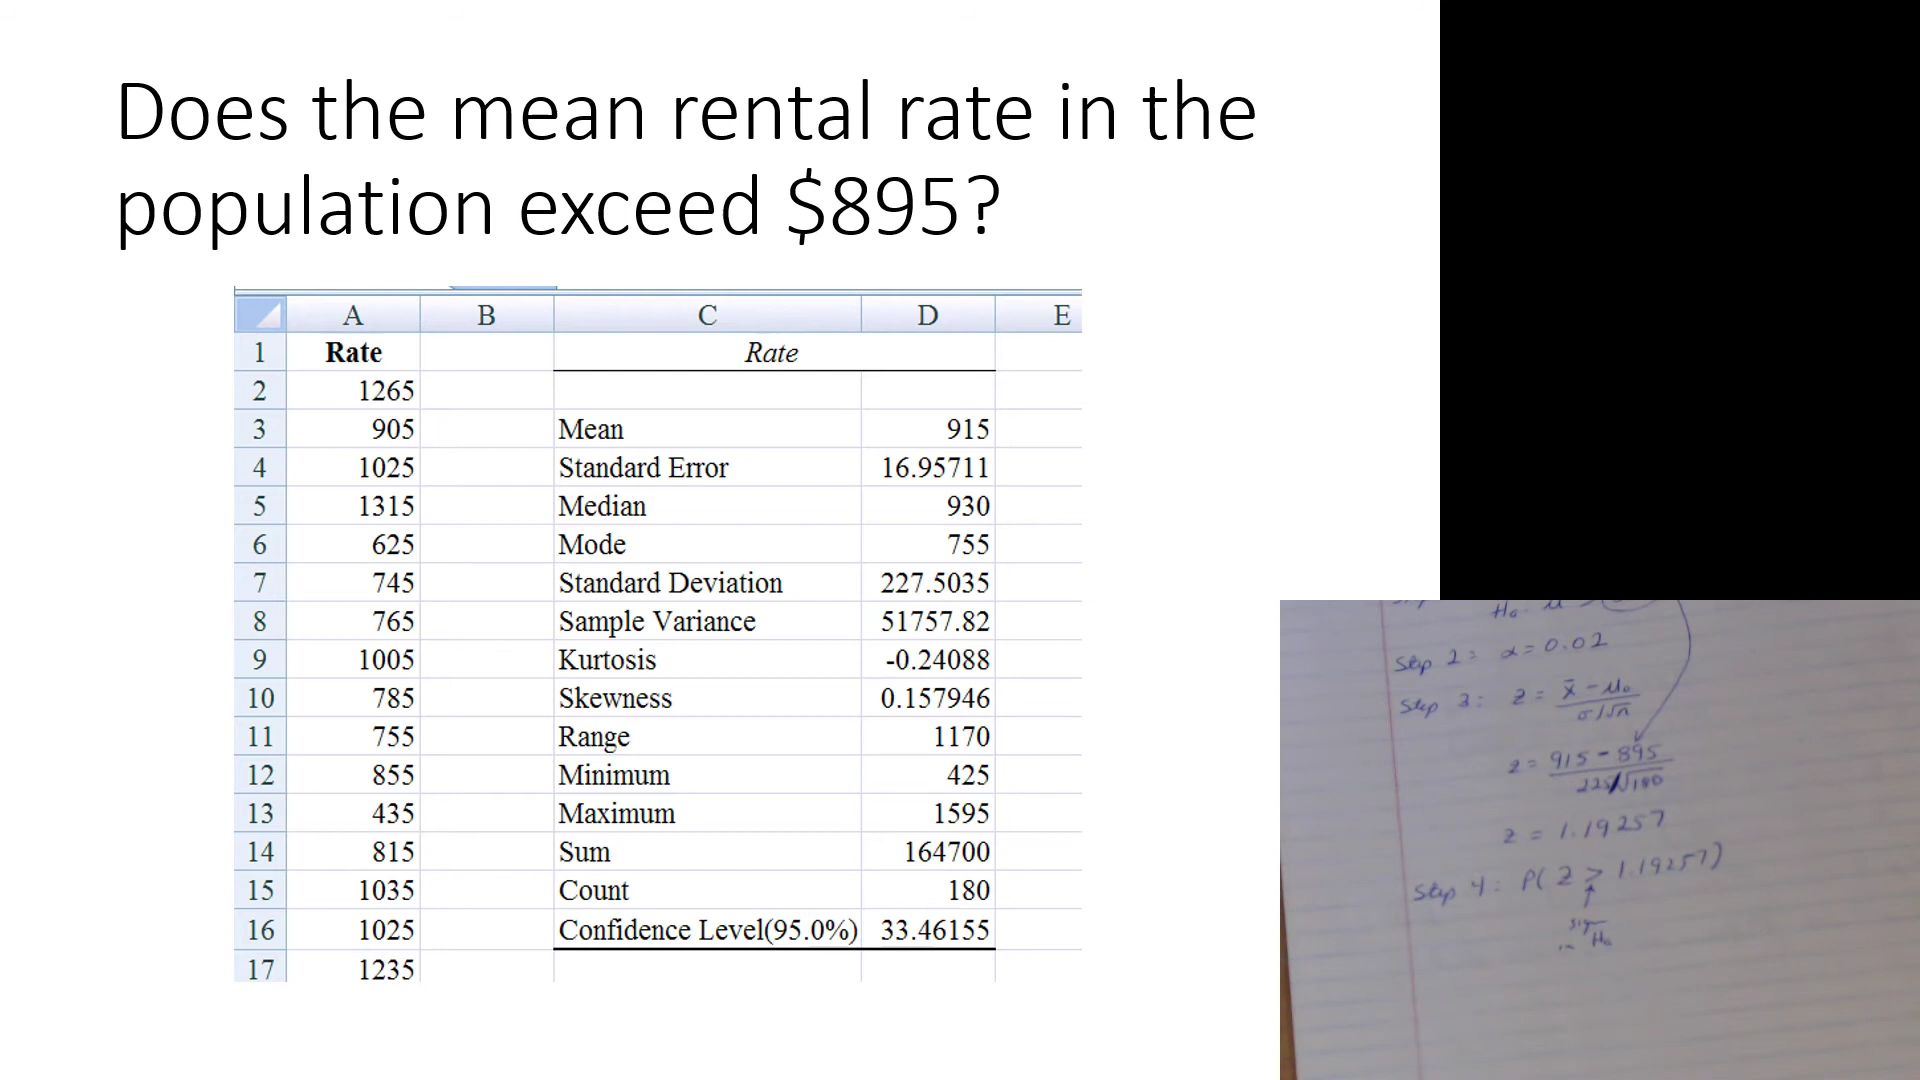 Does the mean rental rate in the
population exceed $895?
A B C D E
1 Rate Rate
2 1265
3 905 Mean 915
4 1025 Standard Error 16.95711
5 1315 Median 930
6 625 Mode 755
7 745 Standard Deviation 227.5035
8 765 Sample Variance 51757.82
9 1005 Kurtosis -0.24088
10 785 Skewness 0.157946
11 755 Range 1170
12 855 Minimum 425
13 435 Maximum 1595
14 815 Sum 164700
15 1035 Count 180
16 1025 Confidence Level(95.0%) 33.46155
17 1235
Step 2: α = 0.02
Step 3: z = x̄ - μ₀
σ/√n
z = 915 - 895
225/√180
z = 1.19257
Step 4: P( Z > 1.19257)
sign
in Ha